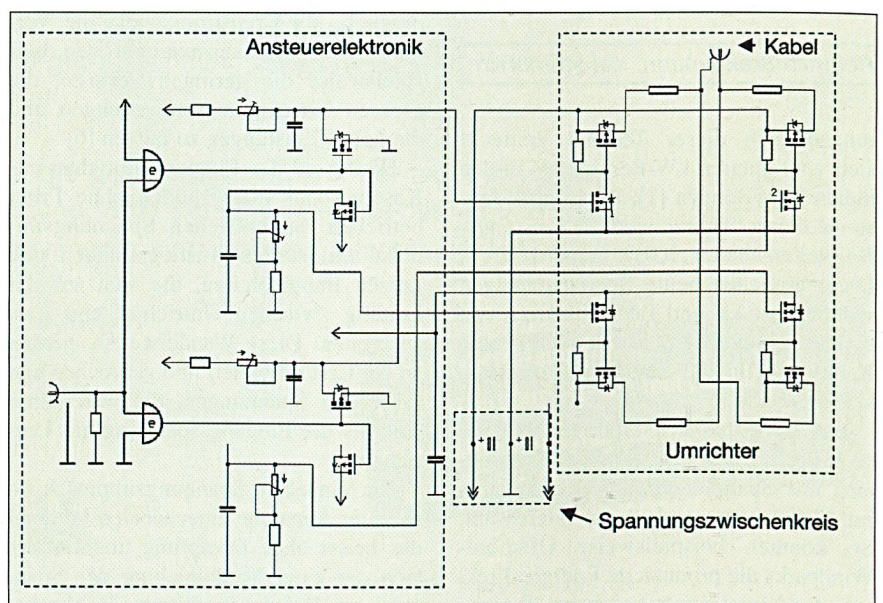 Ansteuerelektronik
Kabel
e
2
e
+
+
Umrichter
Spannungszwischenkreis